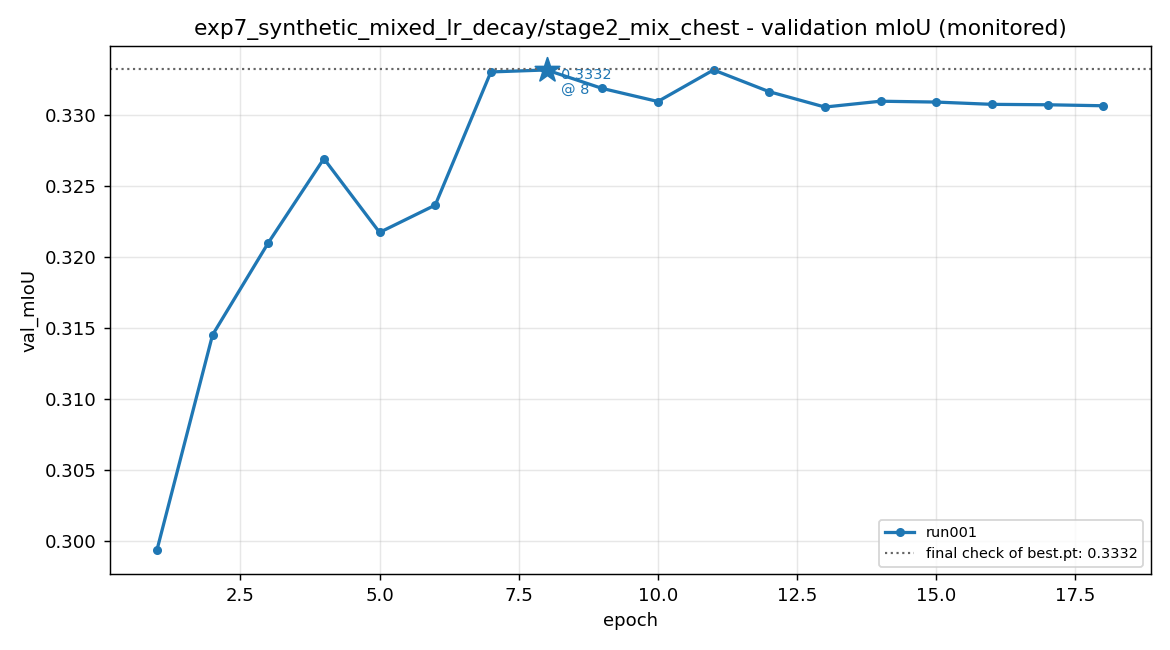 exp7_synthetic_mixed_lr_decay/stage2_mix_chest - validation mIoU (monitored)
val_mIoU
0.330
0.325
0.320
0.315
0.310
0.305
0.300
0.3332
@ 8
run001
final check of best.pt: 0.3332
2.5 5.0 7.5 10.0 12.5 15.0 17.5
epoch